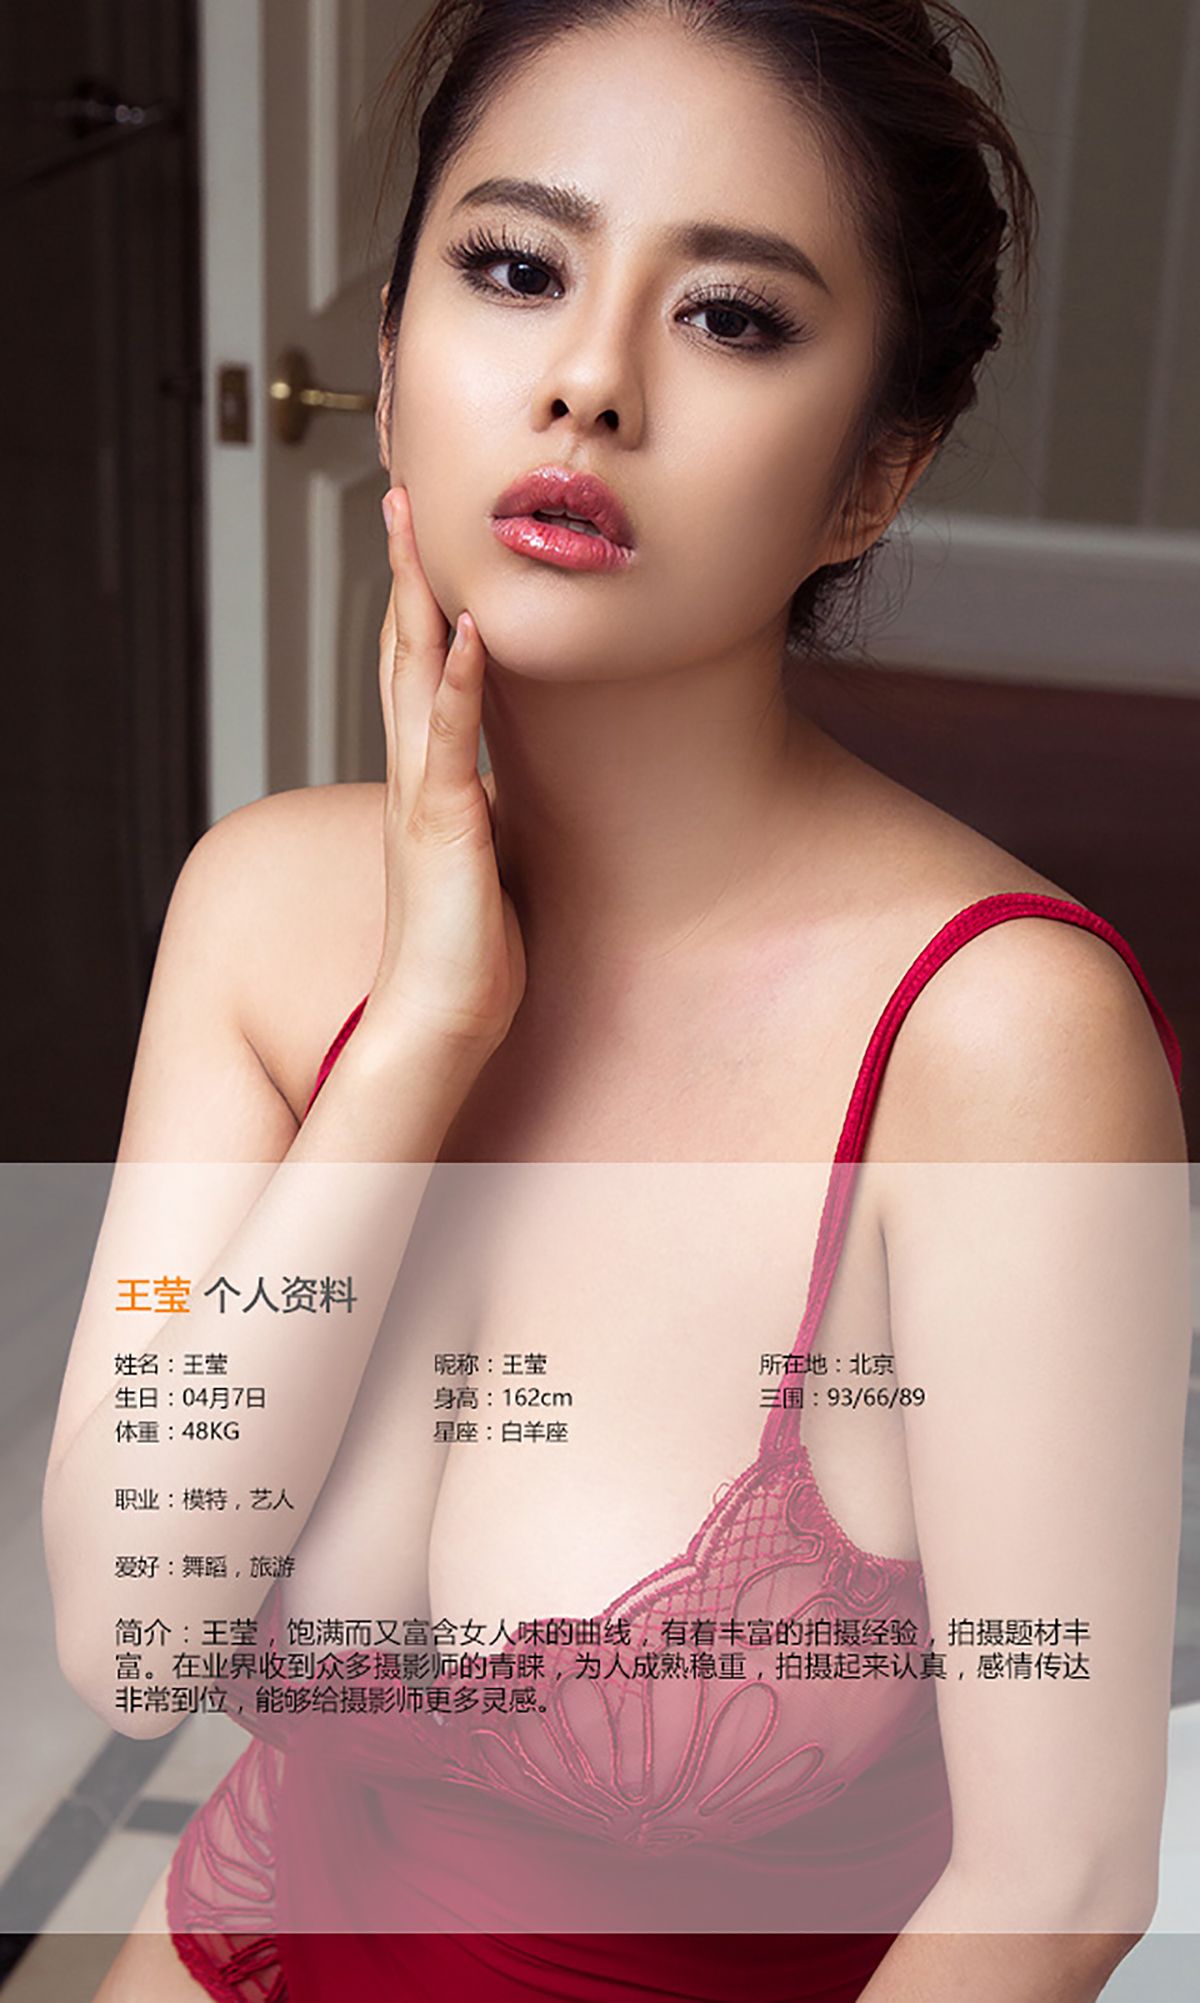 王莹 个人资料
姓名：王莹 昵称：王莹 所在地：北京
生日：04月7日 身高：162cm 三围：93/66/89
体重：48KG 星座：白羊座
职业：模特，艺人
爱好：舞蹈，旅游
简介：王莹，饱满而又富含女人味的曲线，有着丰富的拍摄经验，拍摄题材丰
富。在业界收到众多摄影师的青睐，为人成熟稳重，拍摄起来认真，感情传达
非常到位，能够给摄影师更多灵感。